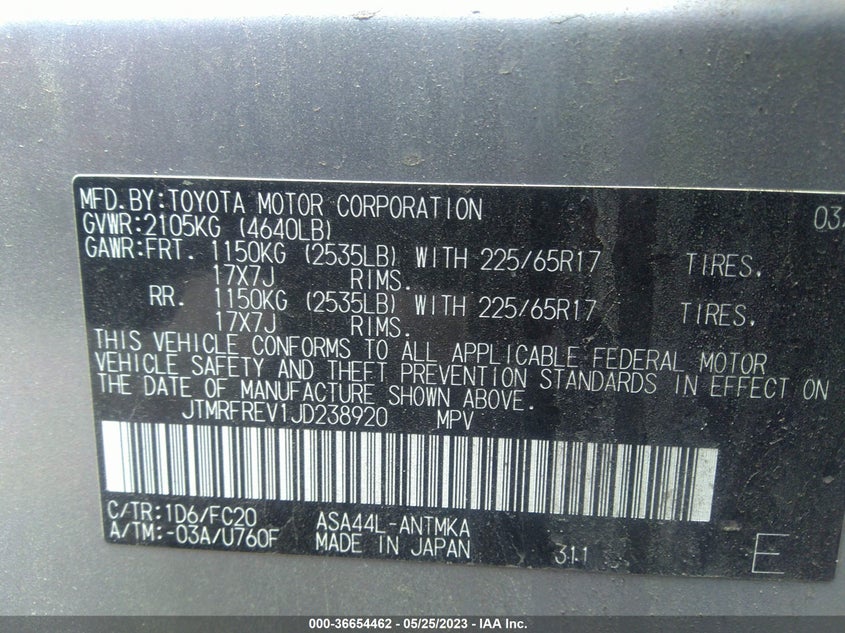 MFD.BY:TOYOTA MOTOR CORPORATION 03
GVWR:2105KG (4640LB)
GAWR:FRT. 1150KG (2535LB) WITH 225/65R17 TIRES.
17X7J RIMS.
RR. 1150KG (2535LB) WITH 225/65R17 TIRES.
17X7J RIMS.
THIS VEHICLE CONFORMS TO ALL APPLICABLE FEDERAL MOTOR
VEHICLE SAFETY AND THEFT PREVENTION STANDARDS IN EFFECT ON
THE DATE OF MANUFACTURE SHOWN ABOVE.
JTMRFREV1JD238920 MPV
C/TR:1D6/FC20 ASA44L-ANTMKA
A/TM:-03A/U760F MADE IN JAPAN 311 E
000-36654462 - 05/25/2023 - IAA Inc.